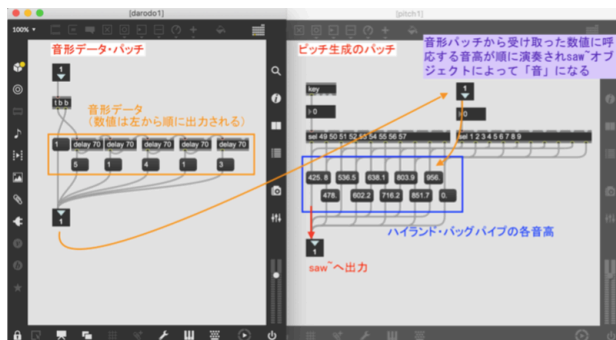 [darodo1]
100%
音形データ・パッチ
1
t b b
音形データ
(数値は左から順に出力される)
1 delay 70 delay 70 delay 70 delay 70
5 1 4 1 3
1
[pitch1]
ピッチ生成のパッチ
音形パッチから受け取った数値に呼
応する音高が順に演奏されsaw~オブ
ジェクトによって「音」になる
key
1
0
0
sel 49 50 51 52 53 54 55 56 57
sel 1 2 3 4 5 6 7 8 9
425.8 536.5 638.1 803.9 956.
478. 602.2 716.2 851.7 0.
ハイランド・バッグパイプの各音高
1
saw~へ出力